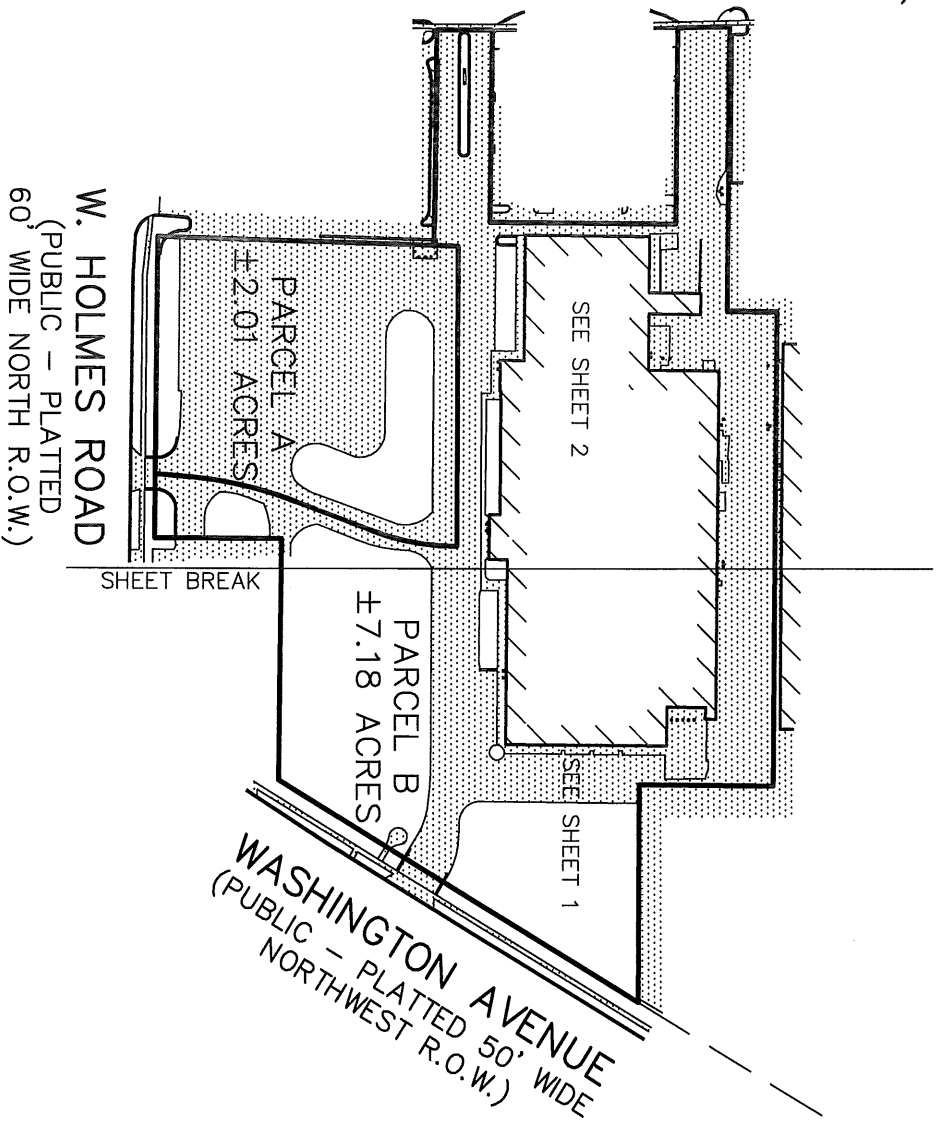 W. HOLMES ROAD
(PUBLIC – PLATTED
60' WIDE NORTH R.O.W.)
PARCEL A
±2.01 ACRES
SEE SHEET 2
SHEET BREAK
PARCEL B
±7.18 ACRES
SEE SHEET 1
WASHINGTON AVENUE
(PUBLIC – PLATTED 50' WIDE
NORTHWEST R.O.W.)